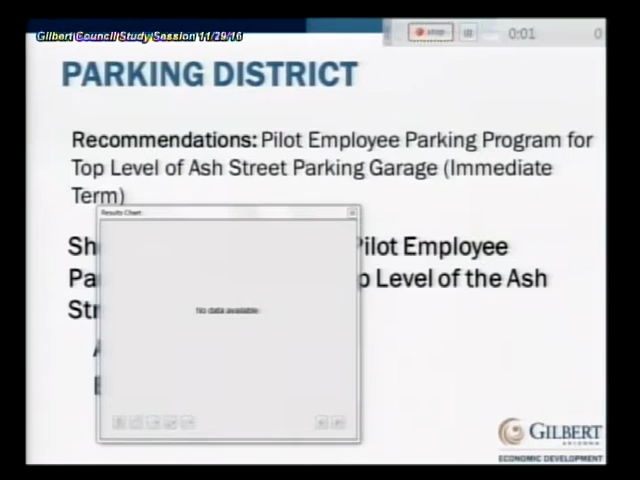 Gilbert Council Study Session 11/29/16
stop
0:01
0
PARKING DISTRICT
Recommendations: Pilot Employee Parking Program for
Top Level of Ash Street Parking Garage (Immediate
Term)
Results Chart
Sh Pilot Employee
Pa p Level of the Ash
Str
No data available
GILBERT
ARIZONA
ECONOMIC DEVELOPMENT